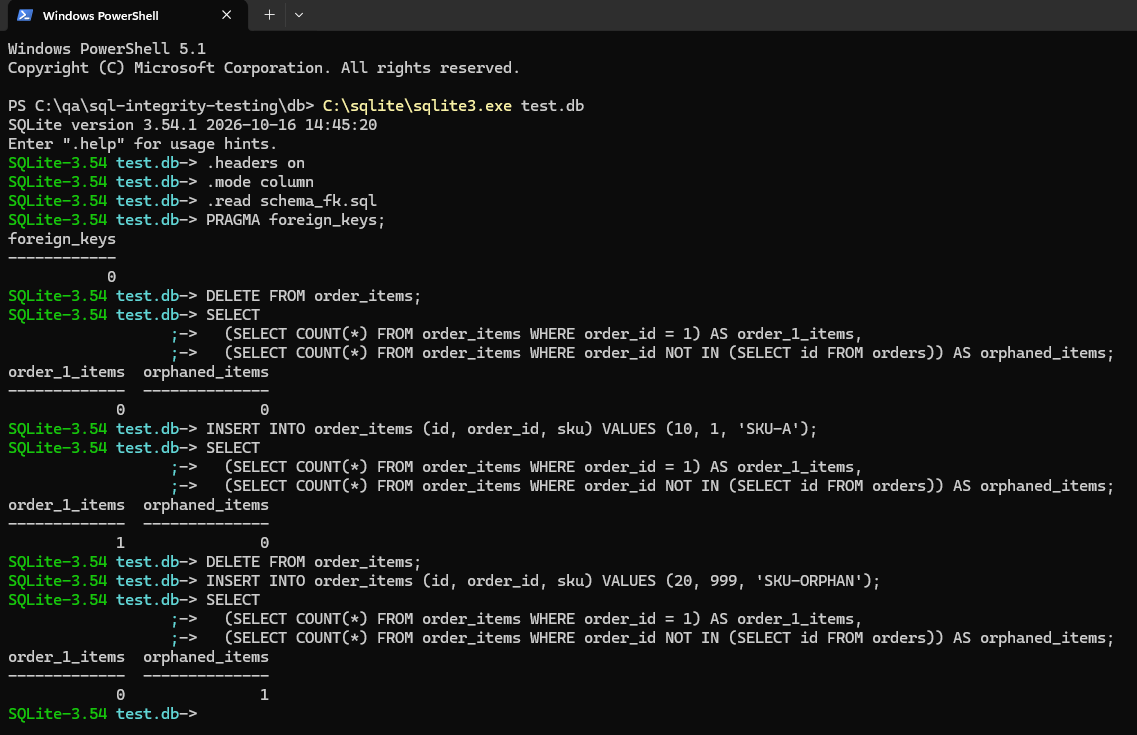 Windows PowerShell
Windows PowerShell 5.1
Copyright (C) Microsoft Corporation. All rights reserved.

PS C:\qa\sql-integrity-testing\db> C:\sqlite\sqlite3.exe test.db
SQLite version 3.54.1 2026-10-16 14:45:20
Enter ".help" for usage hints.
SQLite-3.54 test.db-> .headers on
SQLite-3.54 test.db-> .mode column
SQLite-3.54 test.db-> .read schema_fk.sql
SQLite-3.54 test.db-> PRAGMA foreign_keys;
foreign_keys
------------
           0
SQLite-3.54 test.db-> DELETE FROM order_items;
SQLite-3.54 test.db-> SELECT
                  ;->   (SELECT COUNT(*) FROM order_items WHERE order_id = 1) AS order_1_items,
                  ;->   (SELECT COUNT(*) FROM order_items WHERE order_id NOT IN (SELECT id FROM orders)) AS orphaned_items;
order_1_items  orphaned_items
-------------  --------------
            0               0
SQLite-3.54 test.db-> INSERT INTO order_items (id, order_id, sku) VALUES (10, 1, 'SKU-A');
SQLite-3.54 test.db-> SELECT
                  ;->   (SELECT COUNT(*) FROM order_items WHERE order_id = 1) AS order_1_items,
                  ;->   (SELECT COUNT(*) FROM order_items WHERE order_id NOT IN (SELECT id FROM orders)) AS orphaned_items;
order_1_items  orphaned_items
-------------  --------------
            1               0
SQLite-3.54 test.db-> DELETE FROM order_items;
SQLite-3.54 test.db-> INSERT INTO order_items (id, order_id, sku) VALUES (20, 999, 'SKU-ORPHAN');
SQLite-3.54 test.db-> SELECT
                  ;->   (SELECT COUNT(*) FROM order_items WHERE order_id = 1) AS order_1_items,
                  ;->   (SELECT COUNT(*) FROM order_items WHERE order_id NOT IN (SELECT id FROM orders)) AS orphaned_items;
order_1_items  orphaned_items
-------------  --------------
            0               1
SQLite-3.54 test.db->